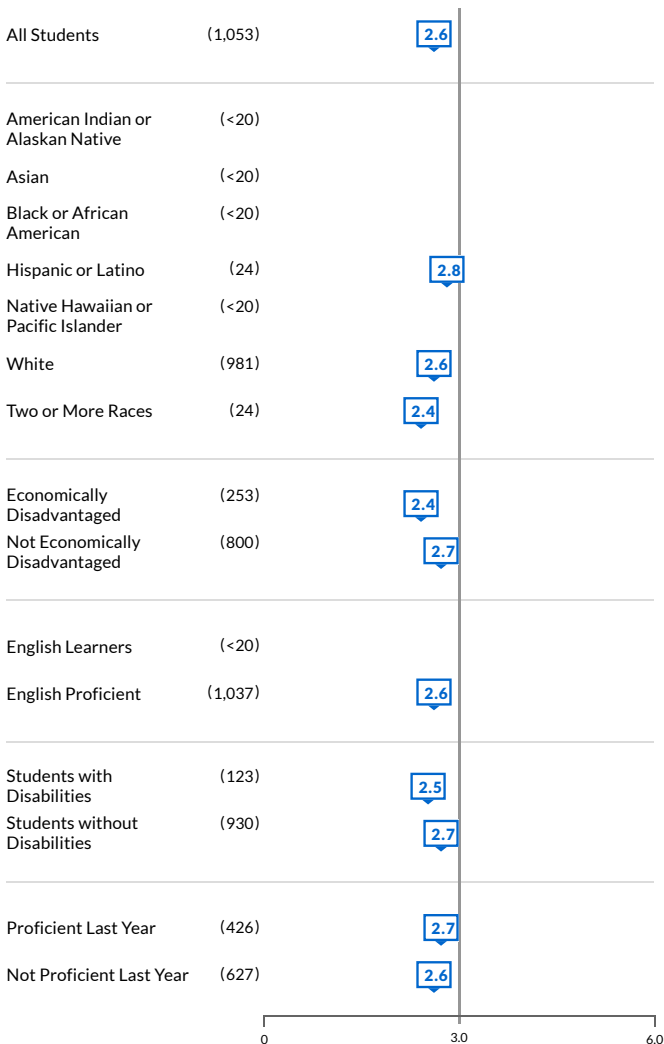 All Students (1,053) 2.6
American Indian or (<20)
Alaskan Native
Asian (<20)
Black or African (<20)
American
Hispanic or Latino (24) 2.8
Native Hawaiian or (<20)
Pacific Islander
White (981) 2.6
Two or More Races (24) 2.4
Economically (253) 2.4
Disadvantaged
Not Economically (800) 2.7
Disadvantaged
English Learners (<20)
English Proficient (1,037) 2.6
Students with (123) 2.5
Disabilities
Students without (930) 2.7
Disabilities
Proficient Last Year (426) 2.7
Not Proficient Last Year (627) 2.6
0 3.0 6.0